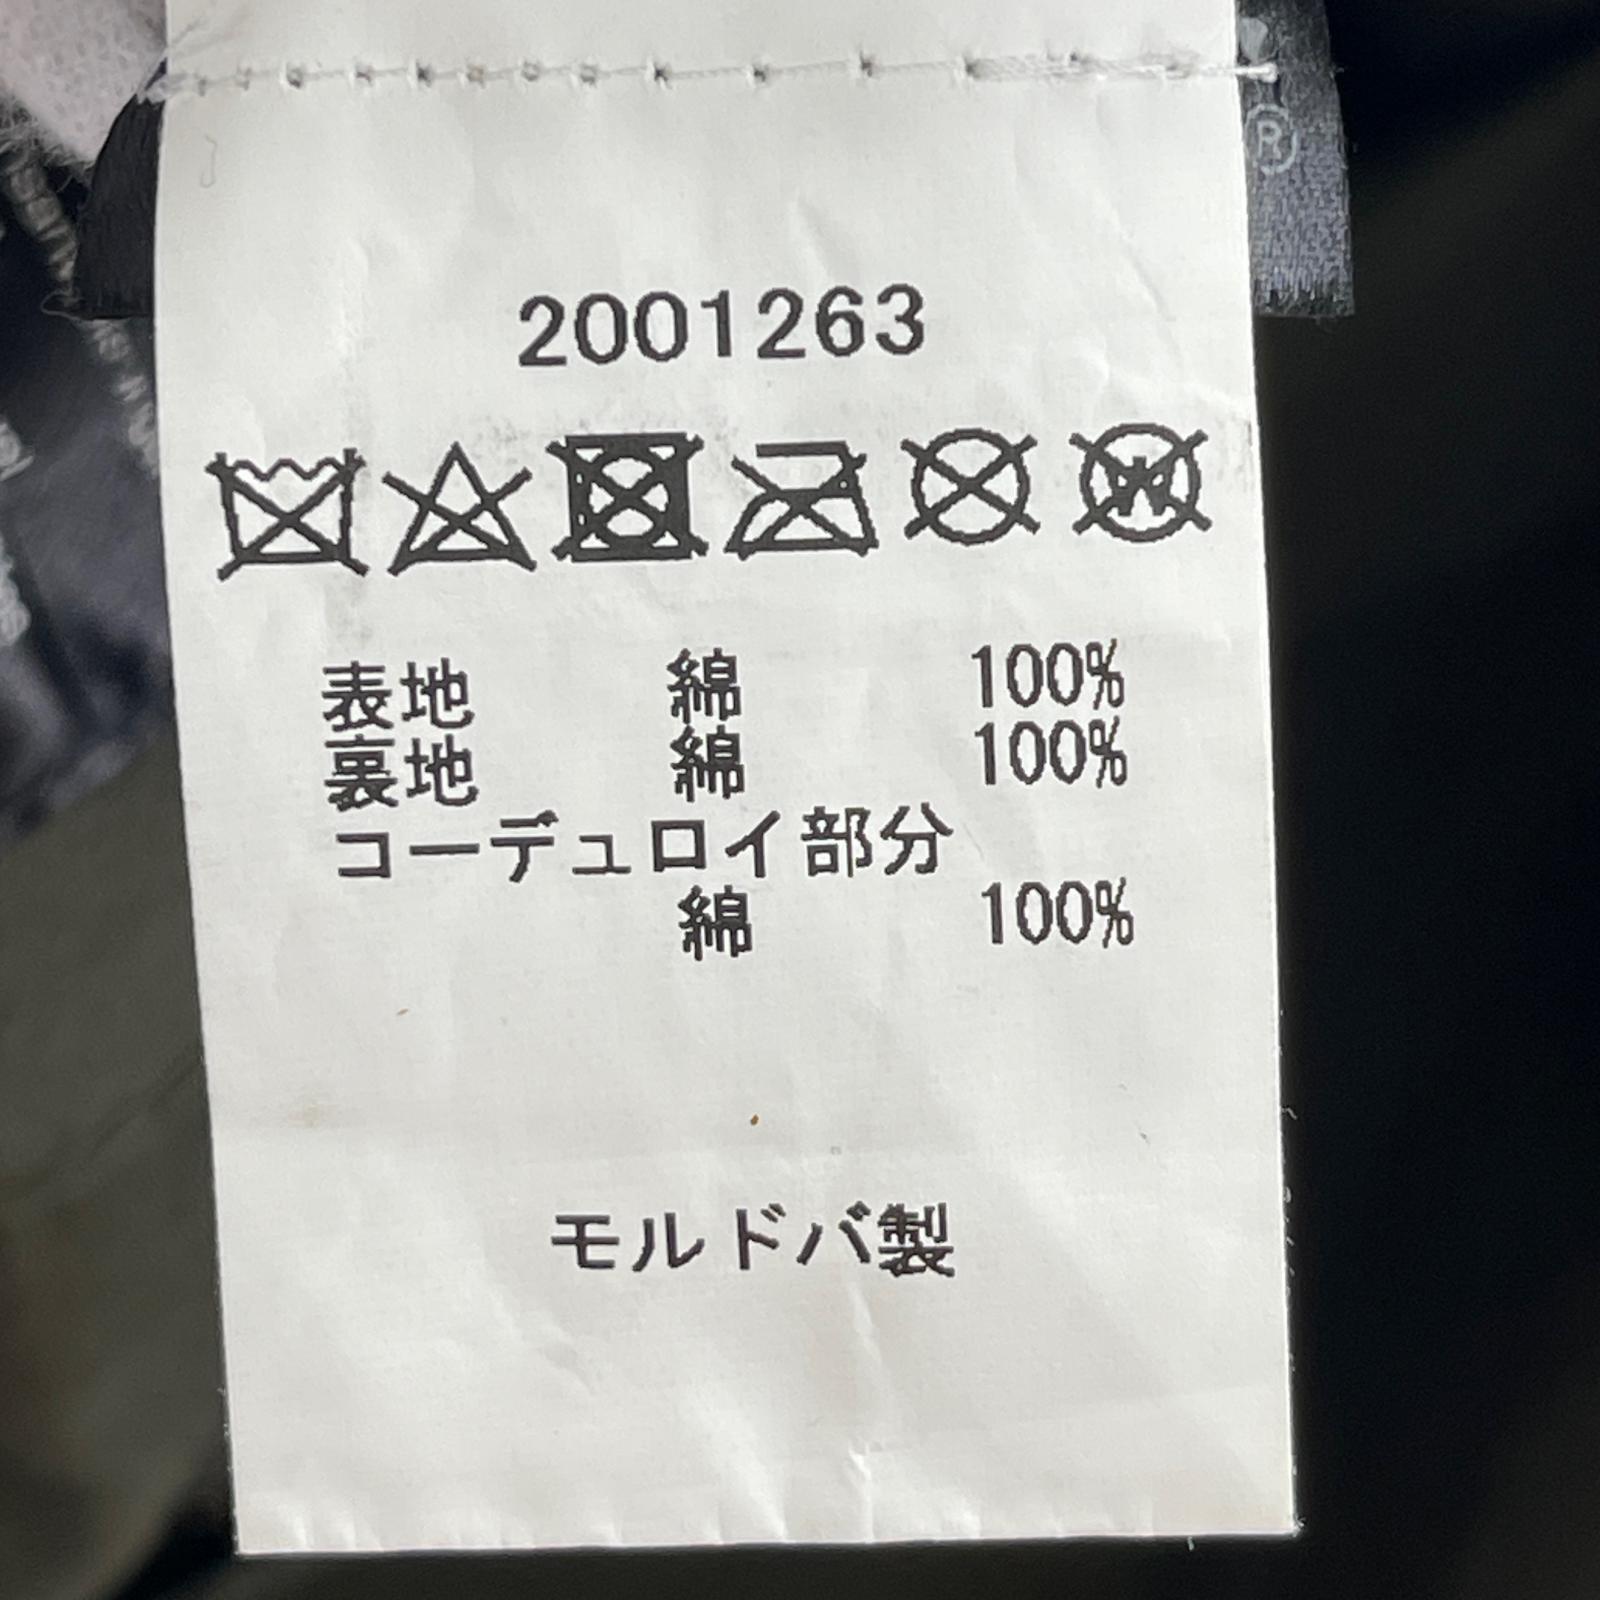 ®
2001263
表地 綿 100%
裏地 綿 100%
コーデュロイ部分
綿 100%
モルドバ製